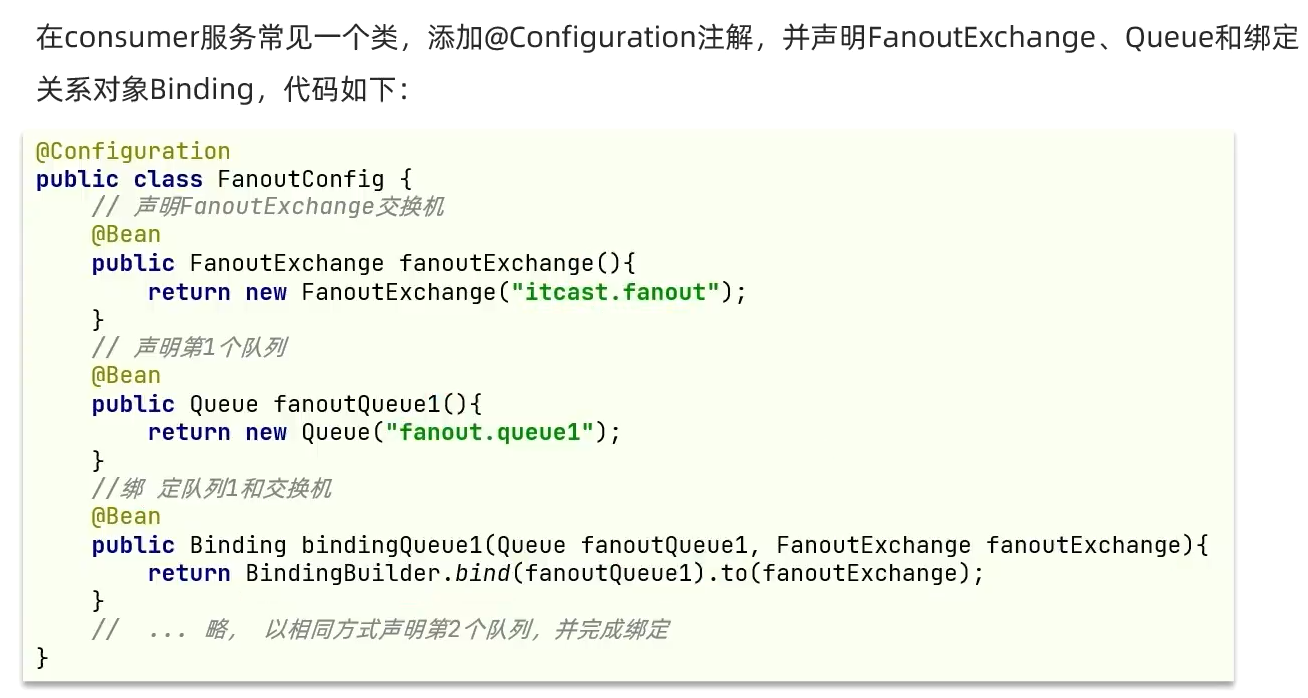 在consumer服务常见一个类，添加@Configuration注解，并声明FanoutExchange、Queue和绑定
关系对象Binding，代码如下：
@Configuration
public class FanoutConfig {
    // 声明FanoutExchange交换机
    @Bean
    public FanoutExchange fanoutExchange(){
        return new FanoutExchange("itcast.fanout");
    }
    // 声明第1个队列
    @Bean
    public Queue fanoutQueue1(){
        return new Queue("fanout.queue1");
    }
    //绑 定队列1和交换机
    @Bean
    public Binding bindingQueue1(Queue fanoutQueue1, FanoutExchange fanoutExchange){
        return BindingBuilder.bind(fanoutQueue1).to(fanoutExchange);
    }
    //  ... 略， 以相同方式声明第2个队列，并完成绑定
}